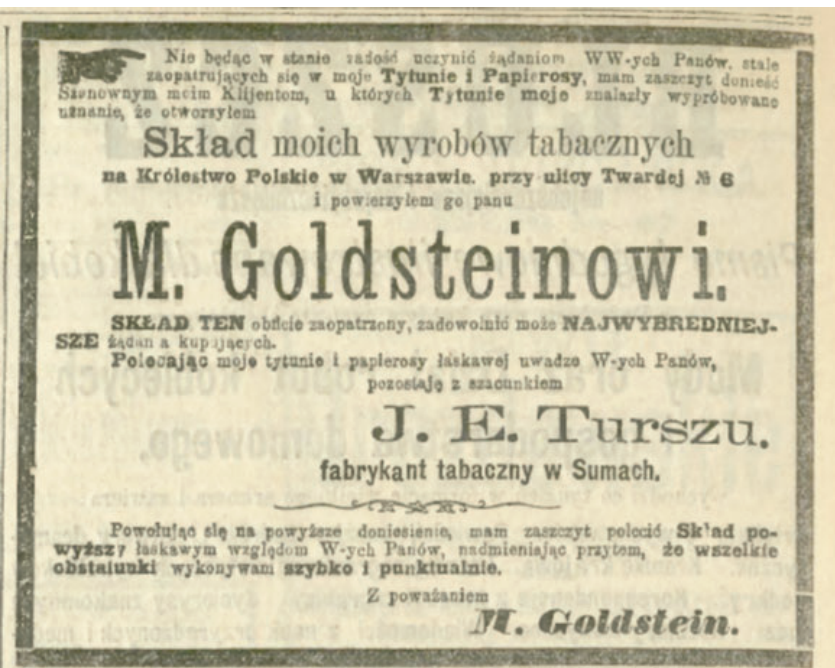 Nie będąc w stanie zadość uczynić żądaniom WW-ych Panów, stale
zaopatrujących się w moje Tytunie i Papierosy, mam zaszczyt donieść
Szanownym moim Klijentom, u których Tytunie moje znalazły wypróbowane
uznanie, że otworzyłem
Skład moich wyrobów tabacznych
na Królestwo Polskie w Warszawie, przy ulicy Twardej № 6
i powierzyłem go panu
M. Goldsteinowi.
SKŁAD TEN obficie zaopatrzony, zadowolnić może NAJWYBREDNIEJ-
SZE żądan a kupujących.
Polecając moje tytunie i papierosy łaskawej uwadze W-ych Panów,
pozostaję z szacunkiem
J. E. Turszu.
fabrykant tabaczny w Sumach.
Powołując się na powyższe doniesienie, mam zaszczyt polecić Sk'ad po-
wyższy łaskawym względom W-ych Panów, nadmieniając przytem, że wszelkie
obstalunki wykonywam szybko i punktualnie.
Z poważaniem
M. Goldstein.